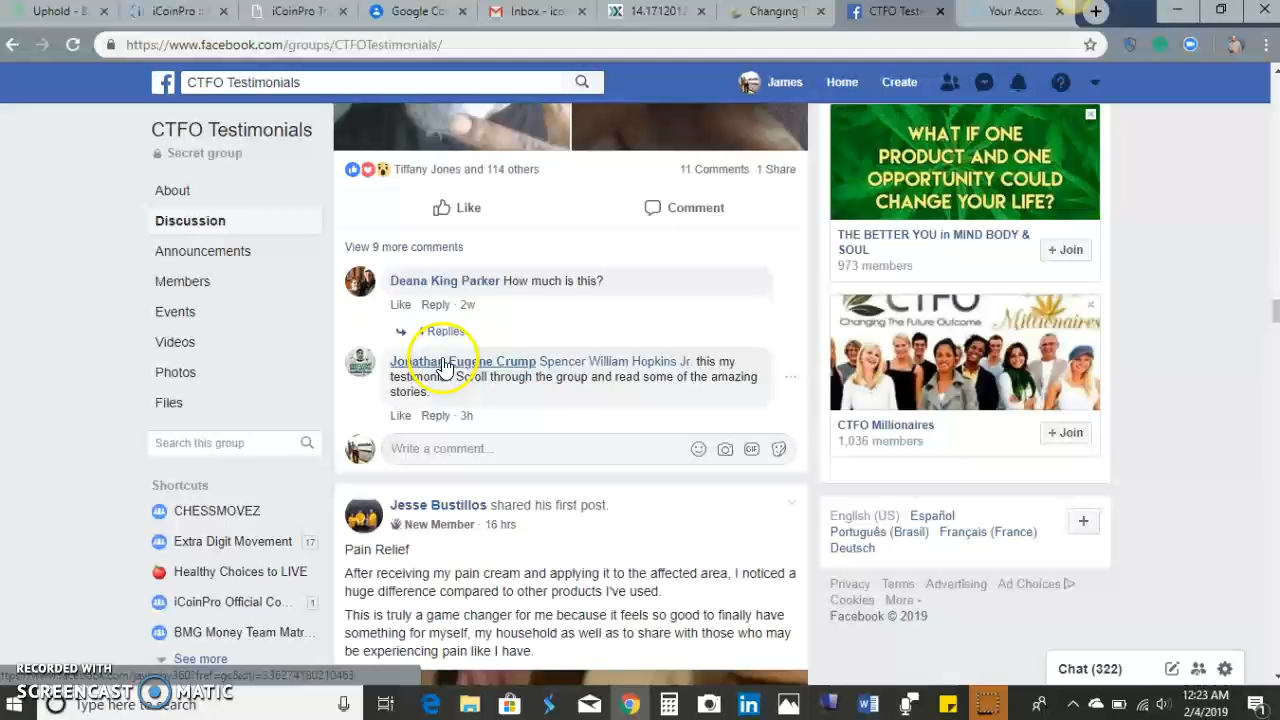 Uphold - B
iCoinPro ::
iCoinPro Tr
Google Co
Inbox - ico
14.171201
Changing T
CTFO Teste
Your Accou
https://www.facebook.com/groups/CTFOTestimonials/
CTFO Testimonials
James
Home
Create
CTFO Testimonials
Secret group
About
Discussion
Announcements
Members
Events
Videos
Photos
Files
Search this group
Shortcuts
CHESSMOVEZ
Extra Digit Movement 17
Healthy Choices to LIVE
iCoinPro Official Co... 1
BMG Money Team Matr...
See more
Tiffany Jones and 114 others
11 Comments 1 Share
Like
Comment
View 9 more comments
Deana King Parker How much is this?
Like Reply · 2w
4 Replies
Jonathan Eugene Crump Spencer William Hopkins Jr. this my
Scroll through the group and read some of the amazing
stories.
Like Reply · 3h
Write a comment...
GIF
Jesse Bustillos shared his first post.
New Member · 16 hrs
Pain Relief
After receiving my pain cream and applying it to the affected area, I noticed a
huge difference compared to other products I've used.
This is truly a game changer for me because it feels so good to finally have
something for myself, my household as well as to share with those who may
be experiencing pain like I have.
WHAT IF ONE
PRODUCT AND ONE
OPPORTUNITY COULD
CHANGE YOUR LIFE?
THE BETTER YOU in MIND BODY &
SOUL
973 members
+ Join
CTFO
Changing The Future Outcome
Millionaires
CTFO Millionaires
1,036 members
+ Join
English (US) · Español ·
Português (Brasil) · Français (France) ·
Deutsch
Privacy · Terms · Advertising · Ad Choices
Cookies · More
Facebook © 2019
Chat (322)
RECORDED WITH
SCREENCAST MATIC
Type here to search
12:23 AM
2/4/2019